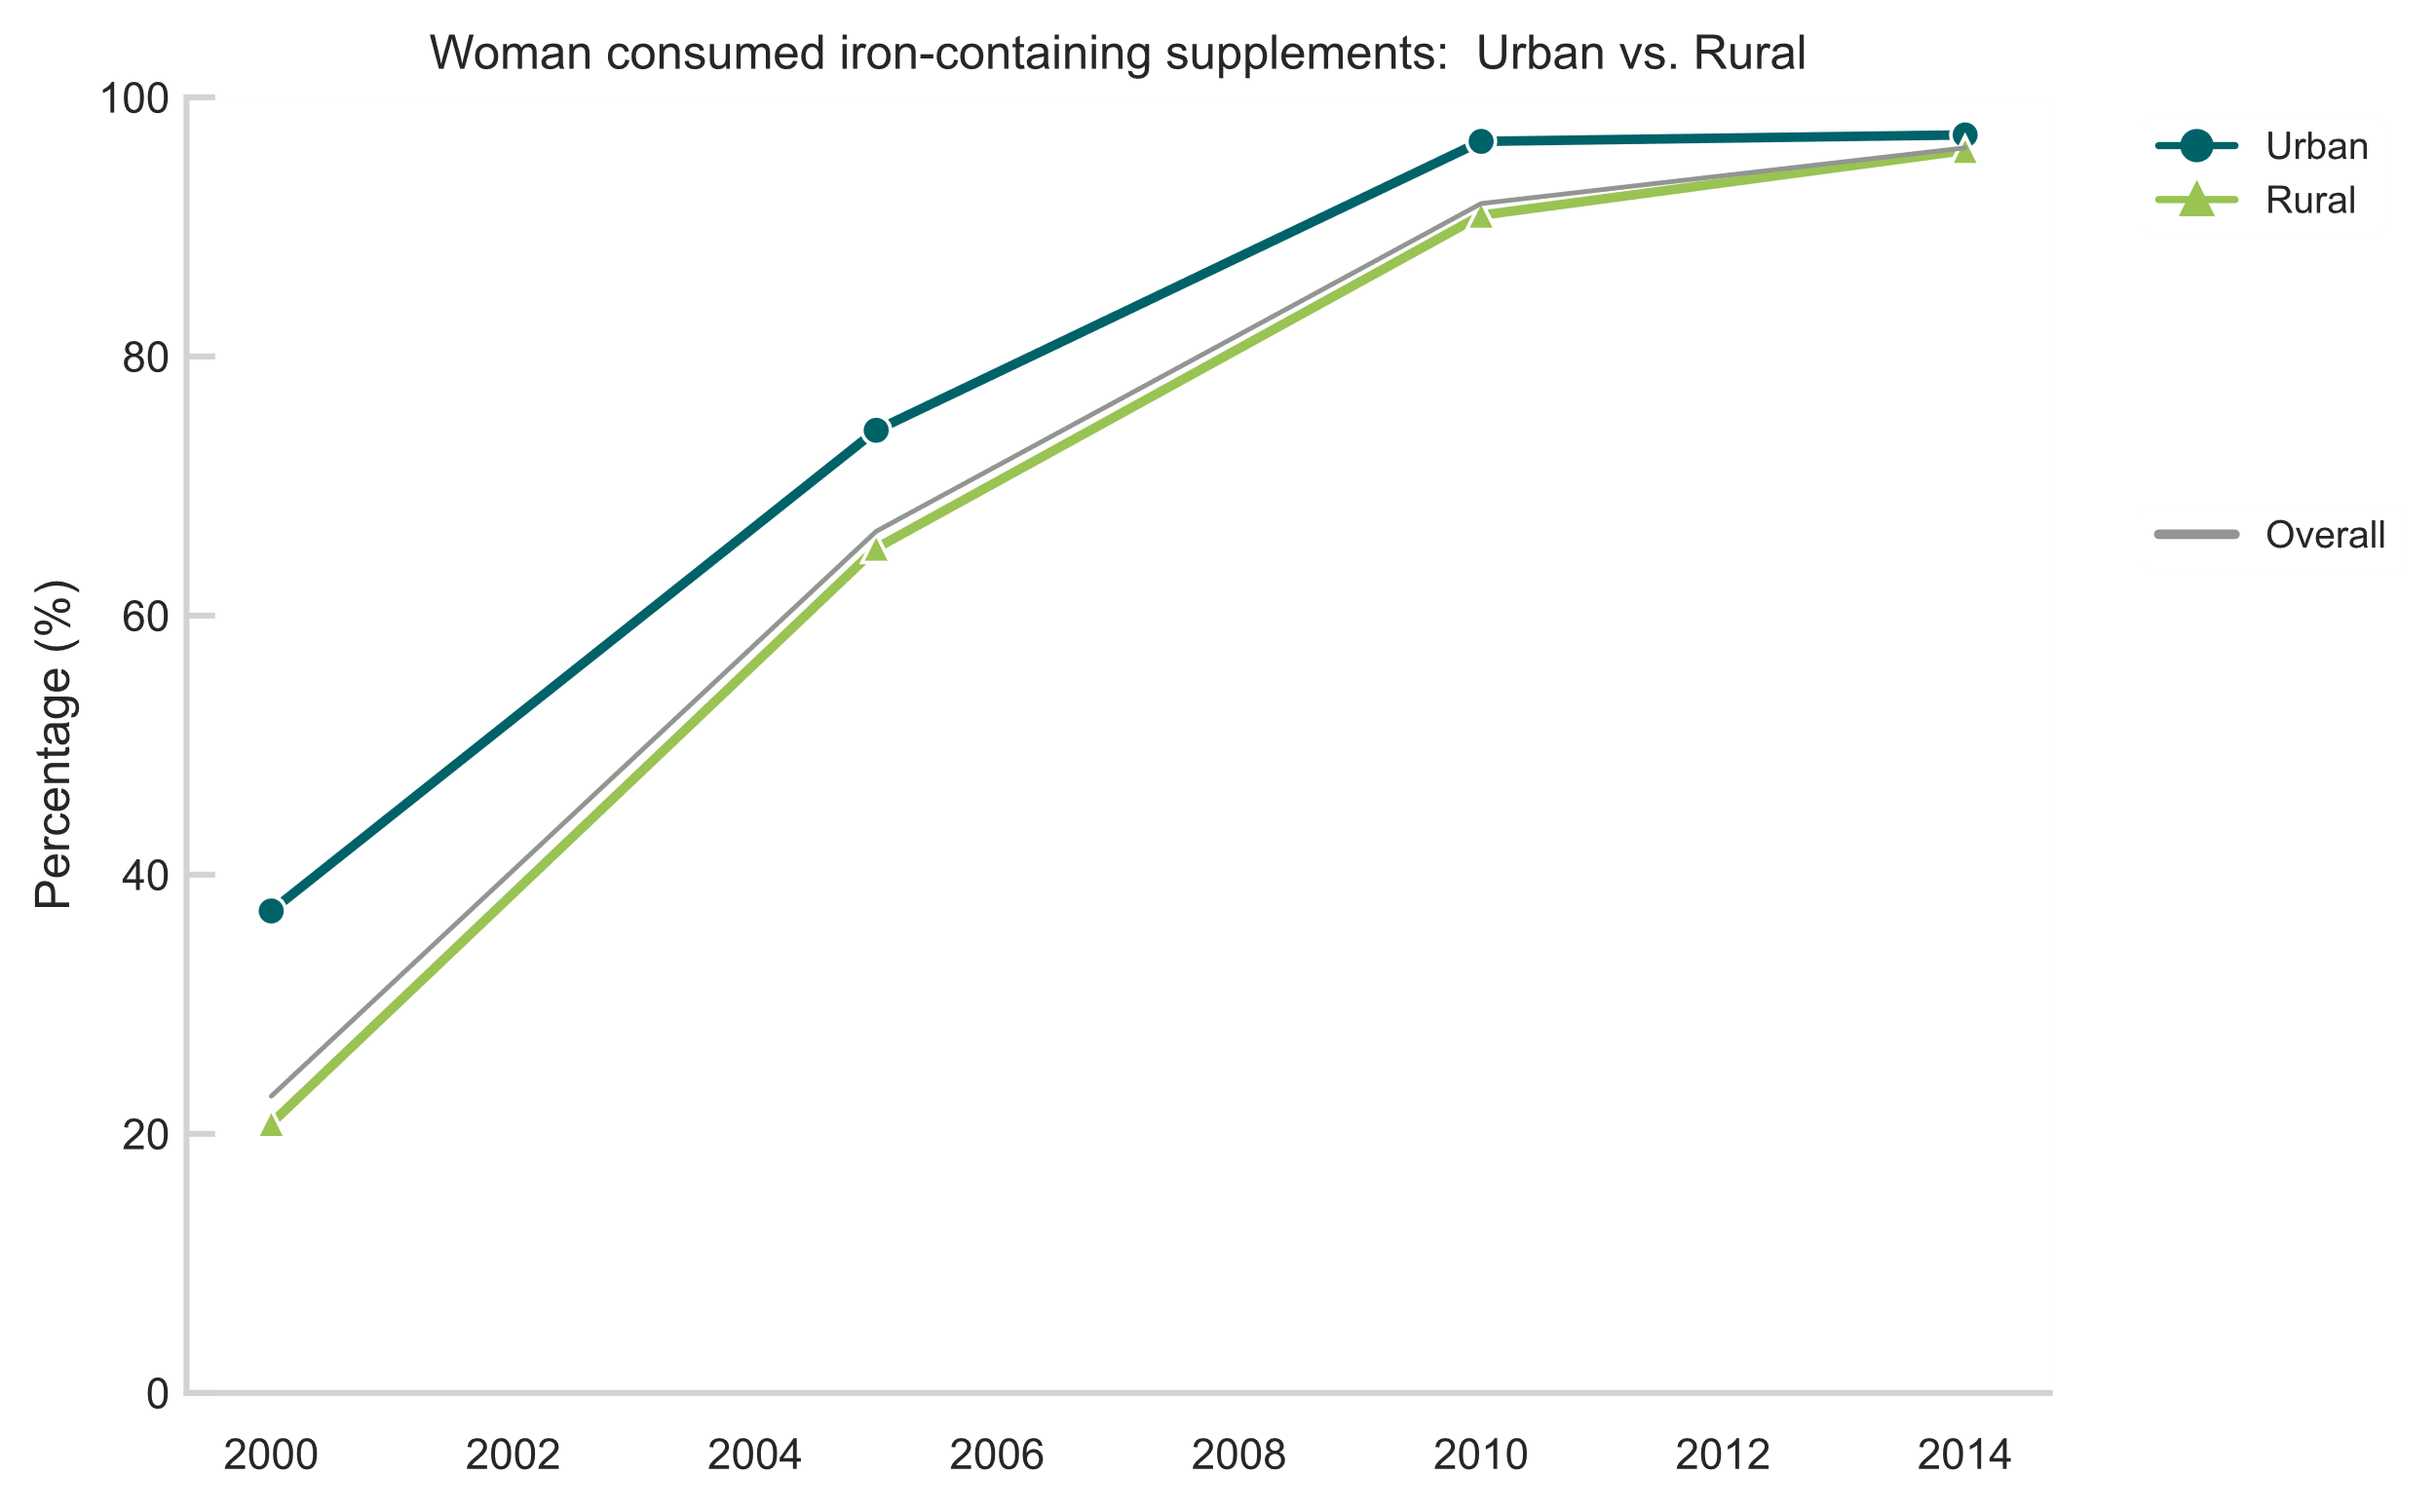 Woman consumed iron-containing supplements:  Urban vs. Rural
Percentage (%)
100
80
60
40
20
0
2000 2002 2004 2006 2008 2010 2012 2014
Urban
Rural
Overall